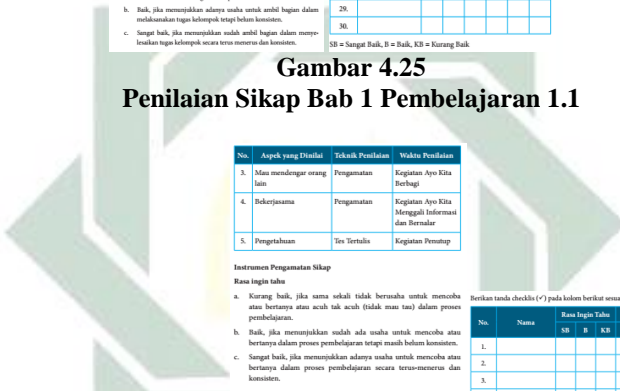 b. Baik, jika menunjukkan adanya usaha untuk ambil bagian dalam
melaksanakan tugas kelompok tetapi belum konsisten.
c. Sangat baik, jika menunjukkan sudah ambil bagian dalam menye-
lesaikan tugas kelompok secara terus menerus dan konsisten.
29.
30.
SB = Sangat Baik, B = Baik, KB = Kurang Baik
Gambar 4.25
Penilaian Sikap Bab 1 Pembelajaran 1.1
No. Aspek yang Dinilai Teknik Penilaian Waktu Penilaian
3. Mau mendengar orang Pengamatan Kegiatan Ayo Kita
lain Berbagi
4. Bekerjasama Pengamatan Kegiatan Ayo Kita
Menggali Informasi
dan Bernalar
5. Pengetahuan Tes Tertulis Kegiatan Penutup
Instrumen Pengamatan Sikap
Rasa ingin tahu
a. Kurang baik, jika sama sekali tidak berusaha untuk mencoba
atau bertanya atau acuh tak acuh (tidak mau tau) dalam proses
pembelajaran.
b. Baik, jika menunjukkan sudah ada usaha untuk mencoba atau
bertanya dalam proses pembelajaran tetapi masih belum konsisten.
c. Sangat baik, jika menunjukkan adanya usaha untuk mencoba atau
bertanya dalam proses pembelajaran secara terus-menerus dan
konsisten.
Berikan tanda checklis (✓) pada kolom berikut sesua
No. Nama Rasa Ingin Tahu
SB B KB
1.
2.
3.